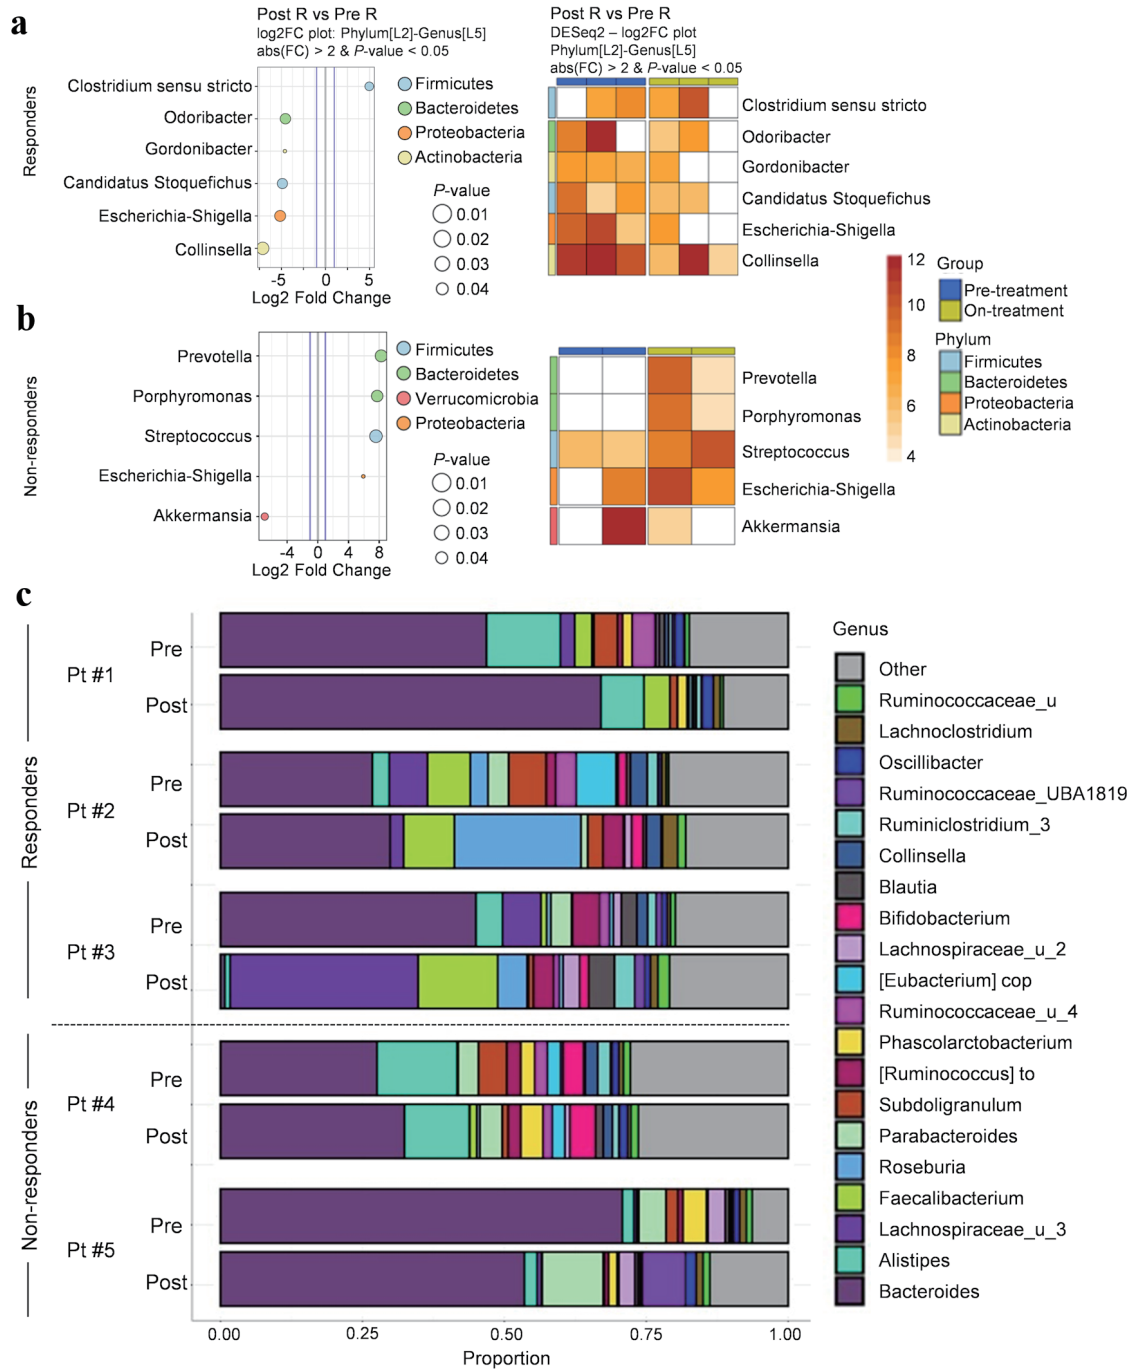 a
Responders
Post R vs Pre R
log2FC plot: Phylum[L2]-Genus[L5]
abs(FC) > 2 & P-value < 0.05
Clostridium sensu stricto
Odoribacter
Gordonibacter
Candidatus Stoquefichus
Escherichia-Shigella
Collinsella
-5 0 5
Log2 Fold Change
Firmicutes
Bacteroidetes
Proteobacteria
Actinobacteria
P-value
0.01
0.02
0.03
0.04
Post R vs Pre R
DESeq2 – log2FC plot
Phylum[L2]-Genus[L5]
abs(FC) > 2 & P-value < 0.05
Clostridium sensu stricto
Odoribacter
Gordonibacter
Candidatus Stoquefichus
Escherichia-Shigella
Collinsella
12
10
8
6
4
Group
Pre-treatment
On-treatment
Phylum
Firmicutes
Bacteroidetes
Proteobacteria
Actinobacteria
b
Non-responders
Prevotella
Porphyromonas
Streptococcus
Escherichia-Shigella
Akkermansia
-4 0 4 8
Log2 Fold Change
Firmicutes
Bacteroidetes
Verrucomicrobia
Proteobacteria
P-value
0.01
0.02
0.03
0.04
Prevotella
Porphyromonas
Streptococcus
Escherichia-Shigella
Akkermansia
c
Responders
Pt #1
Pre
Post
Pt #2
Pre
Post
Pt #3
Pre
Post
Non-responders
Pt #4
Pre
Post
Pt #5
Pre
Post
0.00 0.25 0.50 0.75 1.00
Proportion
Genus
Other
Ruminococcaceae_u
Lachnoclostridium
Oscillibacter
Ruminococcaceae_UBA1819
Ruminiclostridium_3
Collinsella
Blautia
Bifidobacterium
Lachnospiraceae_u_2
[Eubacterium] cop
Ruminococcaceae_u_4
Phascolarctobacterium
[Ruminococcus] to
Subdoligranulum
Parabacteroides
Roseburia
Faecalibacterium
Lachnospiraceae_u_3
Alistipes
Bacteroides